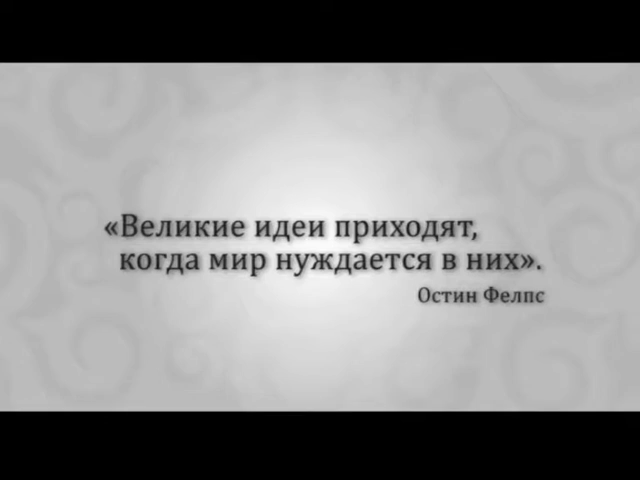 «Великие идеи приходят,
когда мир нуждается в них».
Остин Фелпс